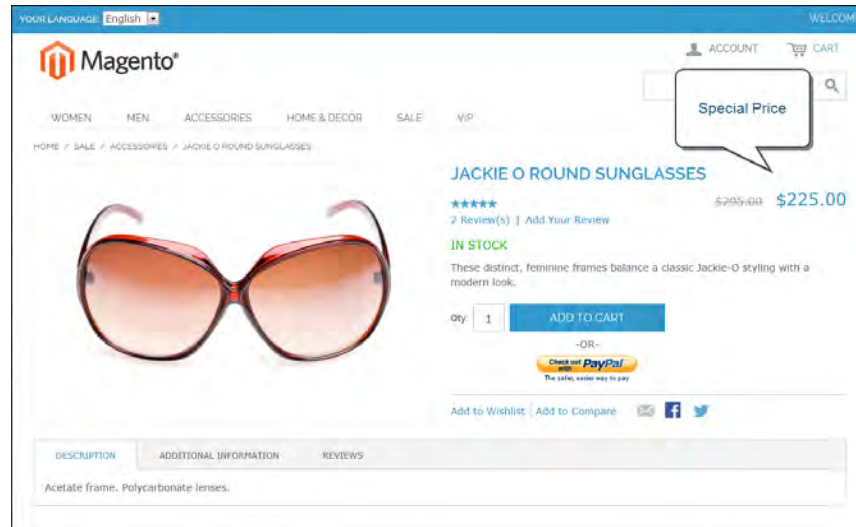 YOUR LANGUAGE: English
WELCOM
Magento®
ACCOUNT CART
Special Price
WOMEN MEN ACCESSORIES HOME & DECOR SALE VIP
HOME / SALE / ACCESSORIES / JACKIE O ROUND SUNGLASSES
JACKIE O ROUND SUNGLASSES
$295.00 $225.00
2 Review(s) | Add Your Review
IN STOCK
These distinct, feminine frames balance a classic Jackie-O styling with a
modern look.
Qty: 1 ADD TO CART
-OR-
Check out with PayPal
The safer, easier way to pay
Add to Wishlist | Add to Compare
DESCRIPTION ADDITIONAL INFORMATION REVIEWS
Acetate frame. Polycarbonate lenses.